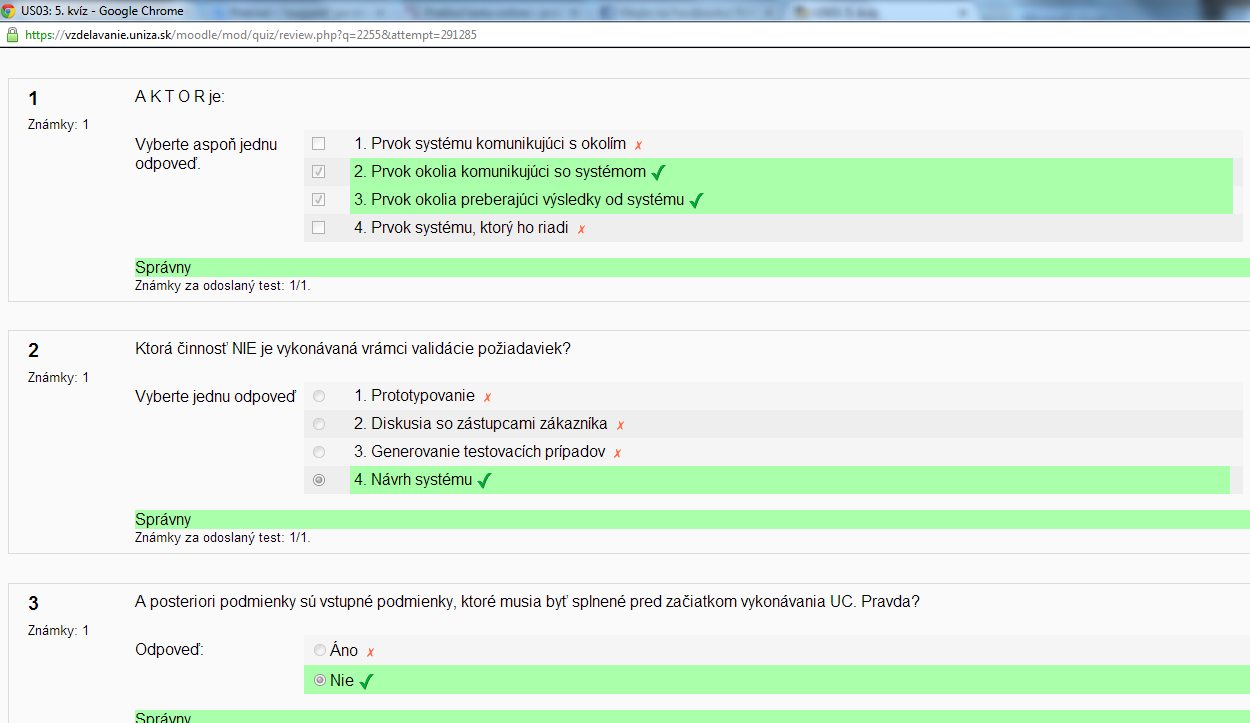 US03: 5. kvíz - Google Chrome
https://vzdelavanie.uniza.sk/moodle/mod/quiz/review.php?q=2255&attempt=291285
1
A K T O R je:
Známky: 1
Vyberte aspoň jednu
odpoveď.
1. Prvok systému komunikujúci s okolím
2. Prvok okolia komunikujúci so systémom
3. Prvok okolia preberajúci výsledky od systému
4. Prvok systému, ktorý ho riadi
Správny
Známky za odoslaný test: 1/1.
2
Ktorá činnosť NIE je vykonávaná vrámci validácie požiadaviek?
Známky: 1
Vyberte jednu odpoveď
1. Prototypovanie
2. Diskusia so zástupcami zákazníka
3. Generovanie testovacích prípadov
4. Návrh systému
Správny
Známky za odoslaný test: 1/1.
3
A posteriori podmienky sú vstupné podmienky, ktoré musia byť splnené pred začiatkom vykonávania UC. Pravda?
Známky: 1
Odpoveď:
Áno
Nie
Správny